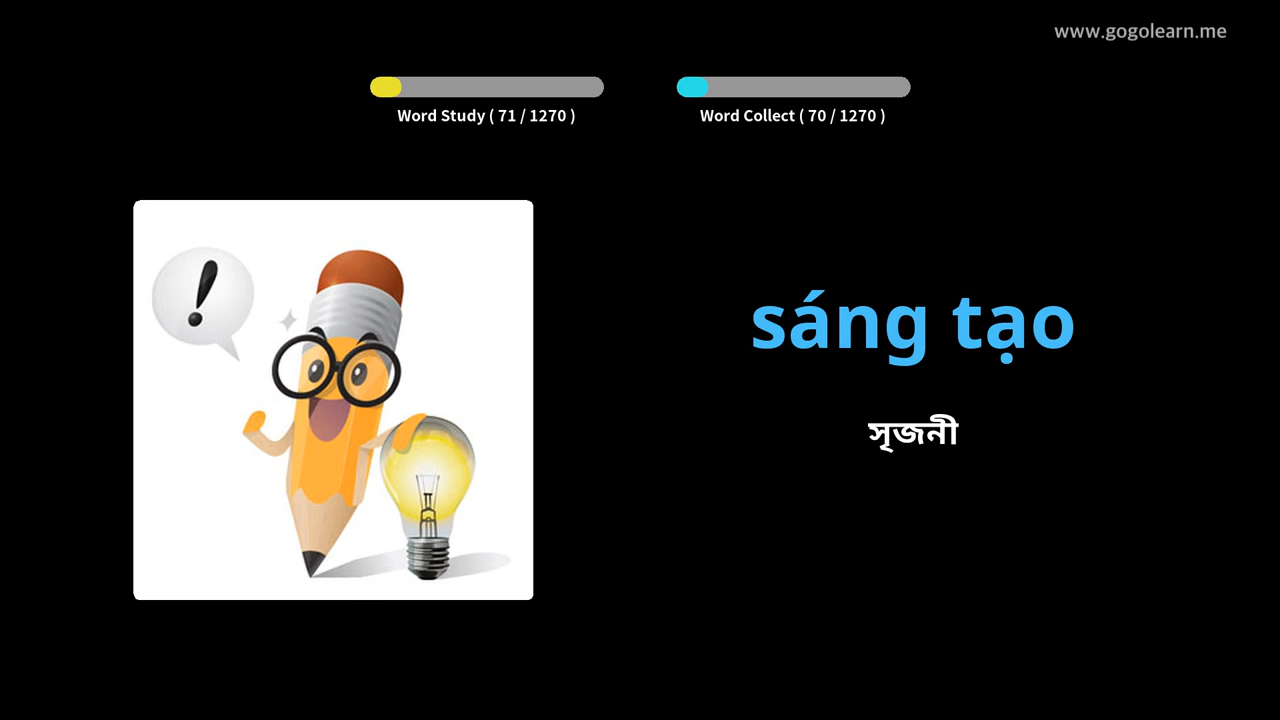 www.gogolearn.me
Word Study ( 71 / 1270 )
Word Collect ( 70 / 1270 )
!
sáng tạo
সৃজনী